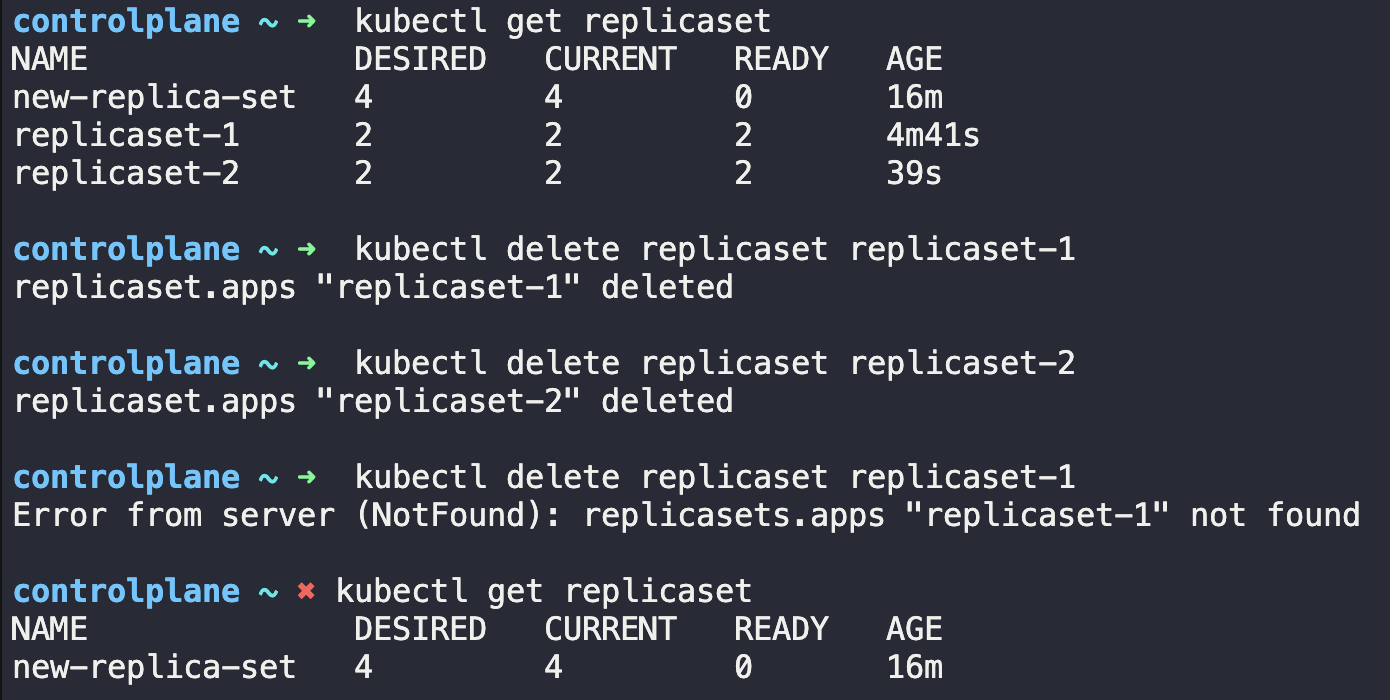 controlplane ~ ➜  kubectl get replicaset
NAME              DESIRED   CURRENT   READY   AGE
new-replica-set   4         4         0       16m
replicaset-1      2         2         2       4m41s
replicaset-2      2         2         2       39s
controlplane ~ ➜  kubectl delete replicaset replicaset-1
replicaset.apps "replicaset-1" deleted
controlplane ~ ➜  kubectl delete replicaset replicaset-2
replicaset.apps "replicaset-2" deleted
controlplane ~ ➜  kubectl delete replicaset replicaset-1
Error from server (NotFound): replicasets.apps "replicaset-1" not found
controlplane ~ ✖ kubectl get replicaset
NAME              DESIRED   CURRENT   READY   AGE
new-replica-set   4         4         0       16m